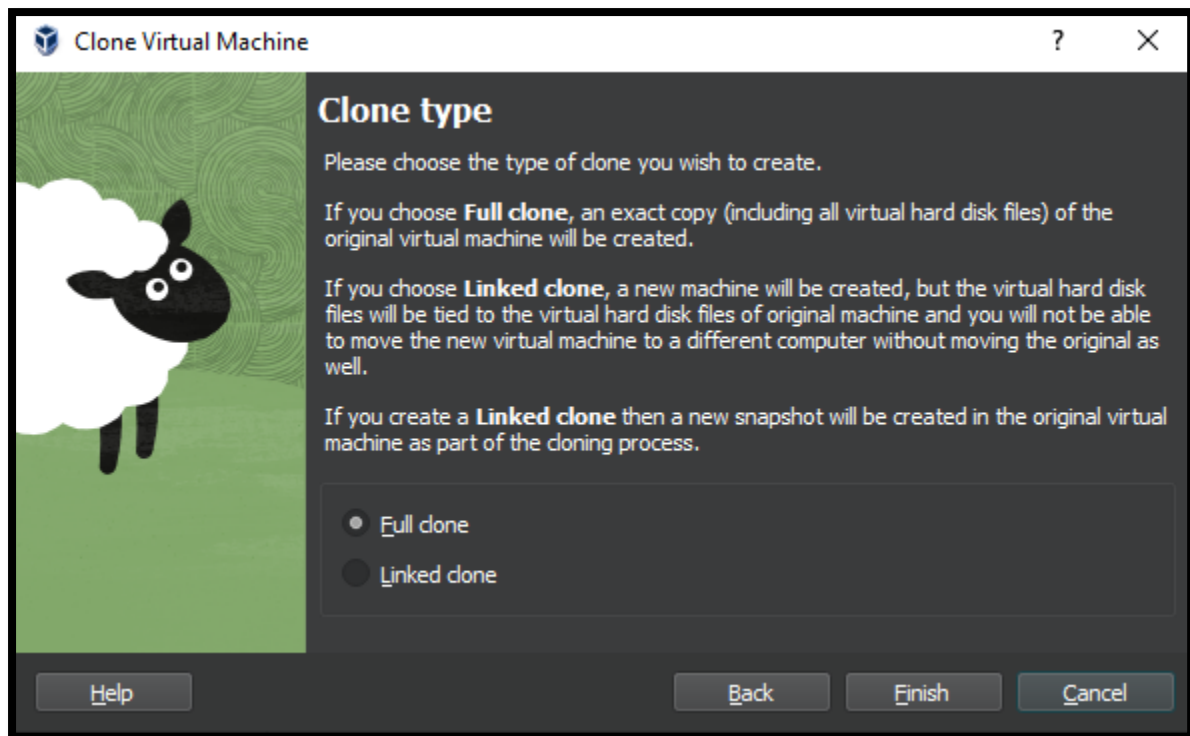 Clone Virtual Machine
?
Clone type
Please choose the type of clone you wish to create.
If you choose Full clone, an exact copy (including all virtual hard disk files) of the
original virtual machine will be created.
If you choose Linked clone, a new machine will be created, but the virtual hard disk
files will be tied to the virtual hard disk files of original machine and you will not be able
to move the new virtual machine to a different computer without moving the original as
well.
If you create a Linked clone then a new snapshot will be created in the original virtual
machine as part of the cloning process.
Full clone
Linked clone
Help
Back
Finish
Cancel